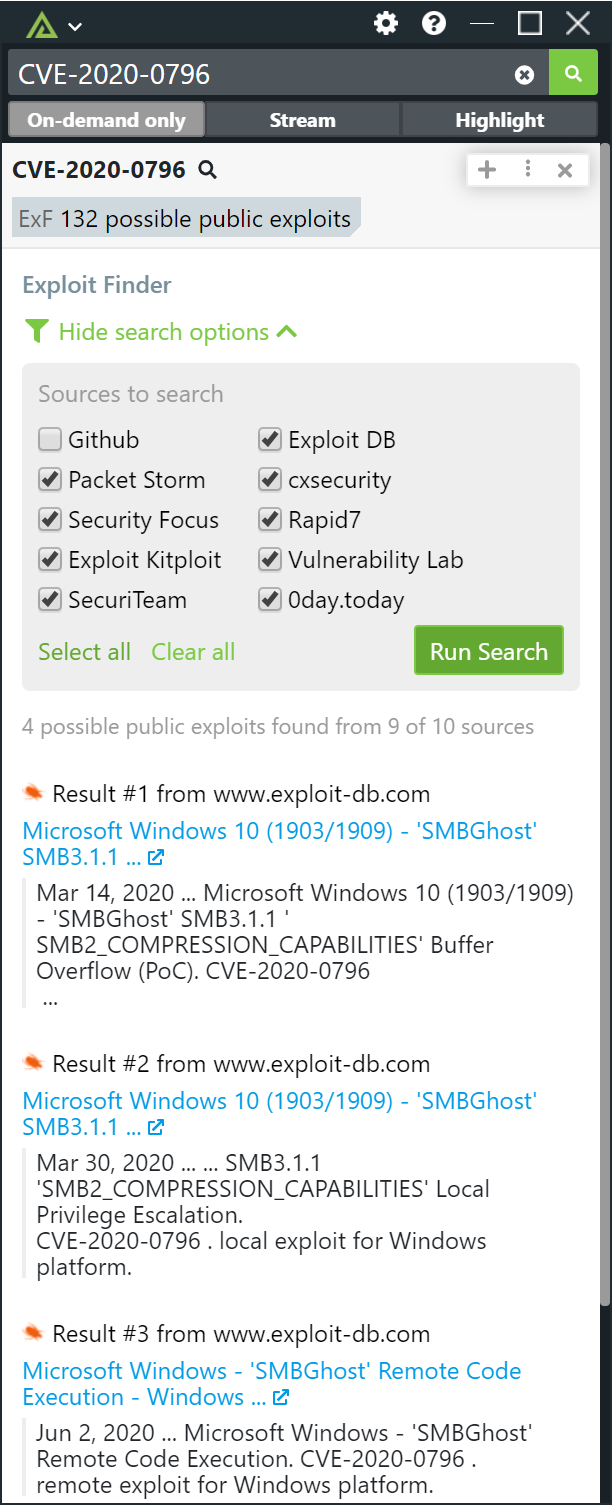 CVE-2020-0796
On-demand only Stream Highlight
CVE-2020-0796
ExF 132 possible public exploits
Exploit Finder
Hide search options
Sources to search
Github Exploit DB
Packet Storm cxsecurity
Security Focus Rapid7
Exploit Kitploit Vulnerability Lab
SecuriTeam 0day.today
Select all Clear all Run Search
4 possible public exploits found from 9 of 10 sources
Result #1 from www.exploit-db.com
Microsoft Windows 10 (1903/1909) - 'SMBGhost'
SMB3.1.1 ...
Mar 14, 2020 ... Microsoft Windows 10 (1903/1909)
- 'SMBGhost' SMB3.1.1 '
SMB2_COMPRESSION_CAPABILITIES' Buffer
Overflow (PoC). CVE-2020-0796
...
Result #2 from www.exploit-db.com
Microsoft Windows 10 (1903/1909) - 'SMBGhost'
SMB3.1.1 ...
Mar 30, 2020 ... ... SMB3.1.1
'SMB2_COMPRESSION_CAPABILITIES' Local
Privilege Escalation.
CVE-2020-0796 . local exploit for Windows
platform.
Result #3 from www.exploit-db.com
Microsoft Windows - 'SMBGhost' Remote Code
Execution - Windows ...
Jun 2, 2020 ... Microsoft Windows - 'SMBGhost'
Remote Code Execution. CVE-2020-0796 .
remote exploit for Windows platform.